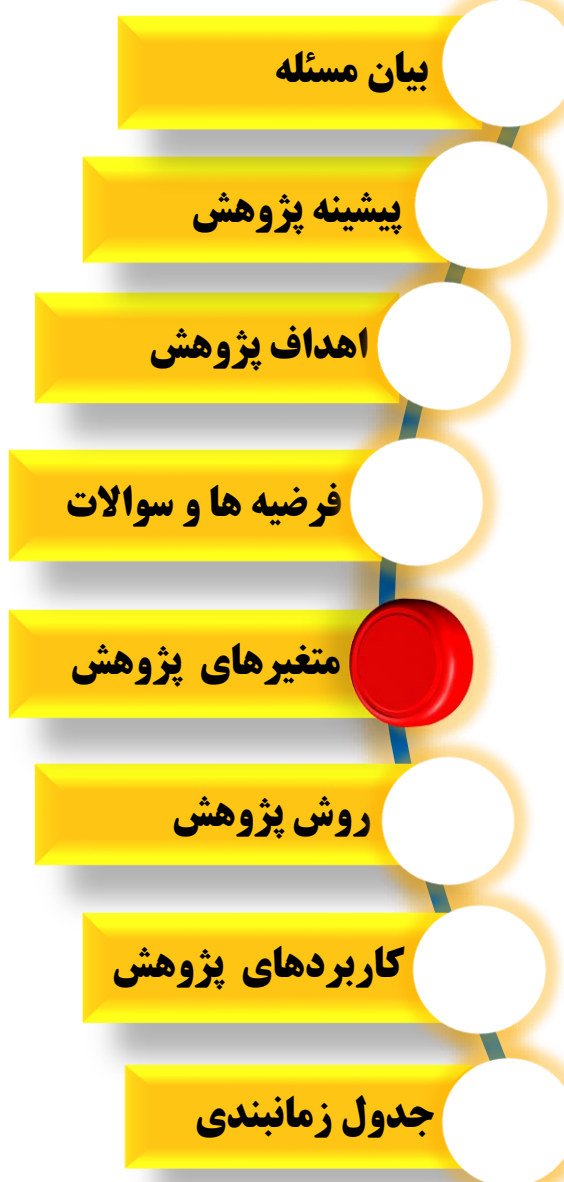 بیان مسئله
پیشینه پژوهش
اهداف پژوهش
فرضیه ها و سوالات
متغیرهای پژوهش
روش پژوهش
کاربردهای پژوهش
جدول زمانبندی